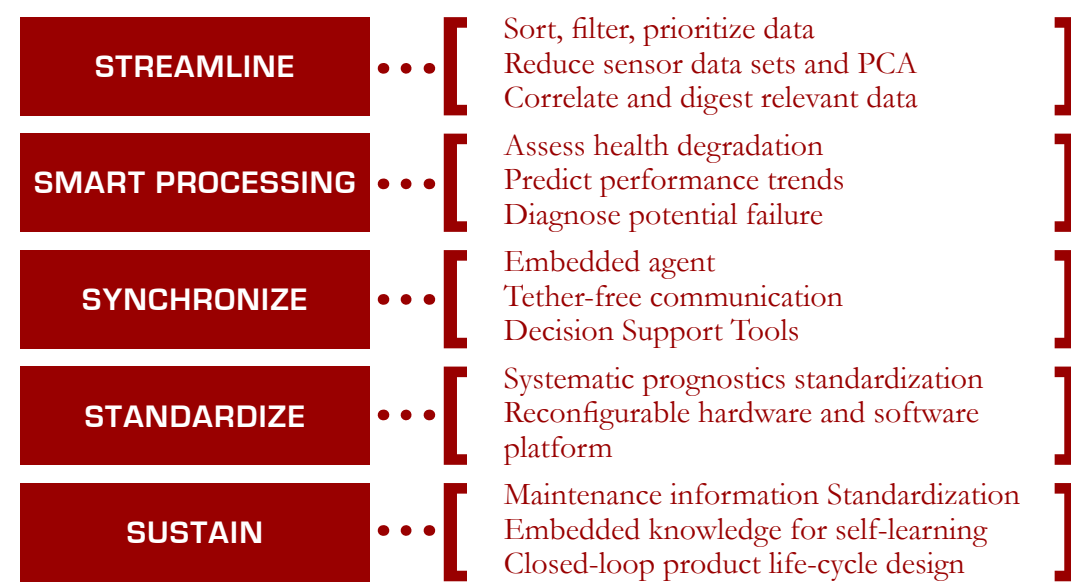 STREAMLINE
Sort, filter, prioritize data
Reduce sensor data sets and PCA
Correlate and digest relevant data
SMART PROCESSING
Assess health degradation
Predict performance trends
Diagnose potential failure
SYNCHRONIZE
Embedded agent
Tether-free communication
Decision Support Tools
STANDARDIZE
Systematic prognostics standardization
Reconfigurable hardware and software
platform
SUSTAIN
Maintenance information Standardization
Embedded knowledge for self-learning
Closed-loop product life-cycle design